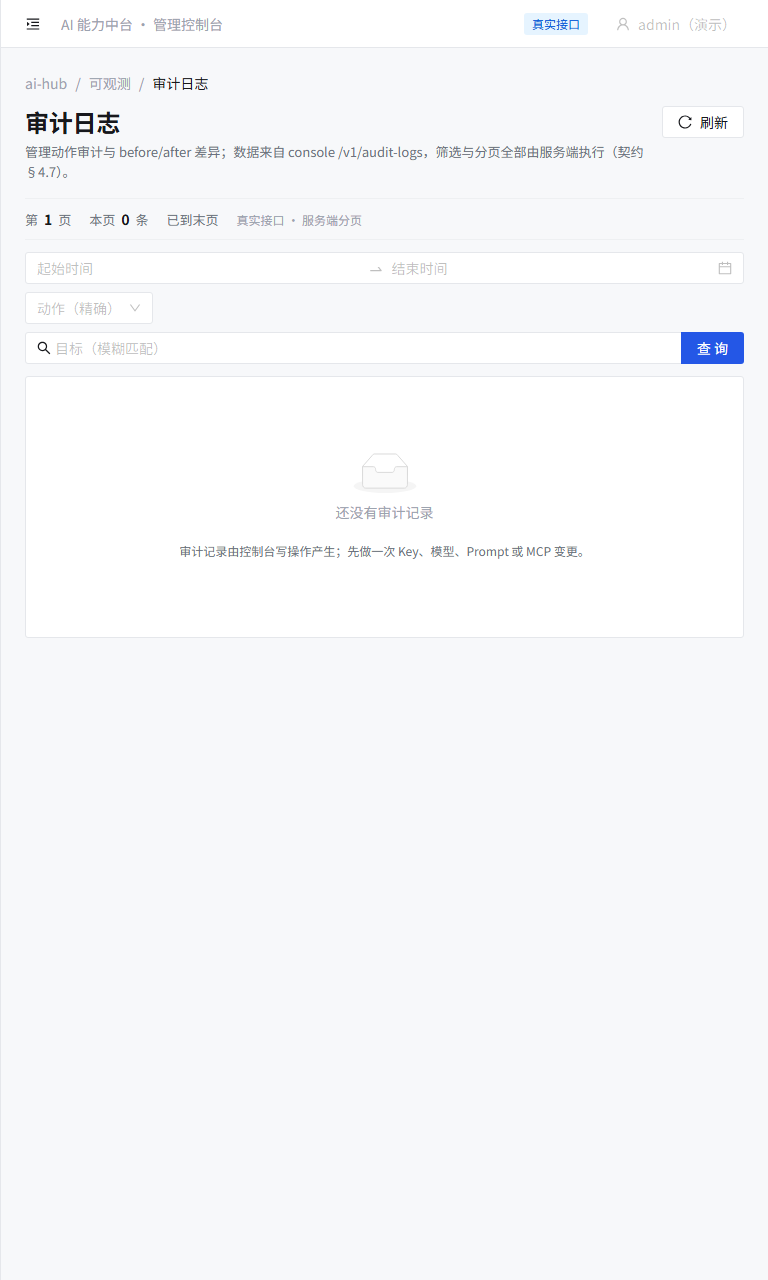 AI 能力中台 · 管理控制台
真实接口
admin（演示）
ai-hub / 可观测 / 审计日志
审计日志
刷新
管理动作审计与 before/after 差异；数据来自 console /v1/audit-logs，筛选与分页全部由服务端执行（契约
§4.7）。
第 1 页 本页 0 条 已到末页 真实接口 · 服务端分页
起始时间 → 结束时间
动作（精确）
目标（模糊匹配）
查 询
还没有审计记录
审计记录由控制台写操作产生；先做一次 Key、模型、Prompt 或 MCP 变更。